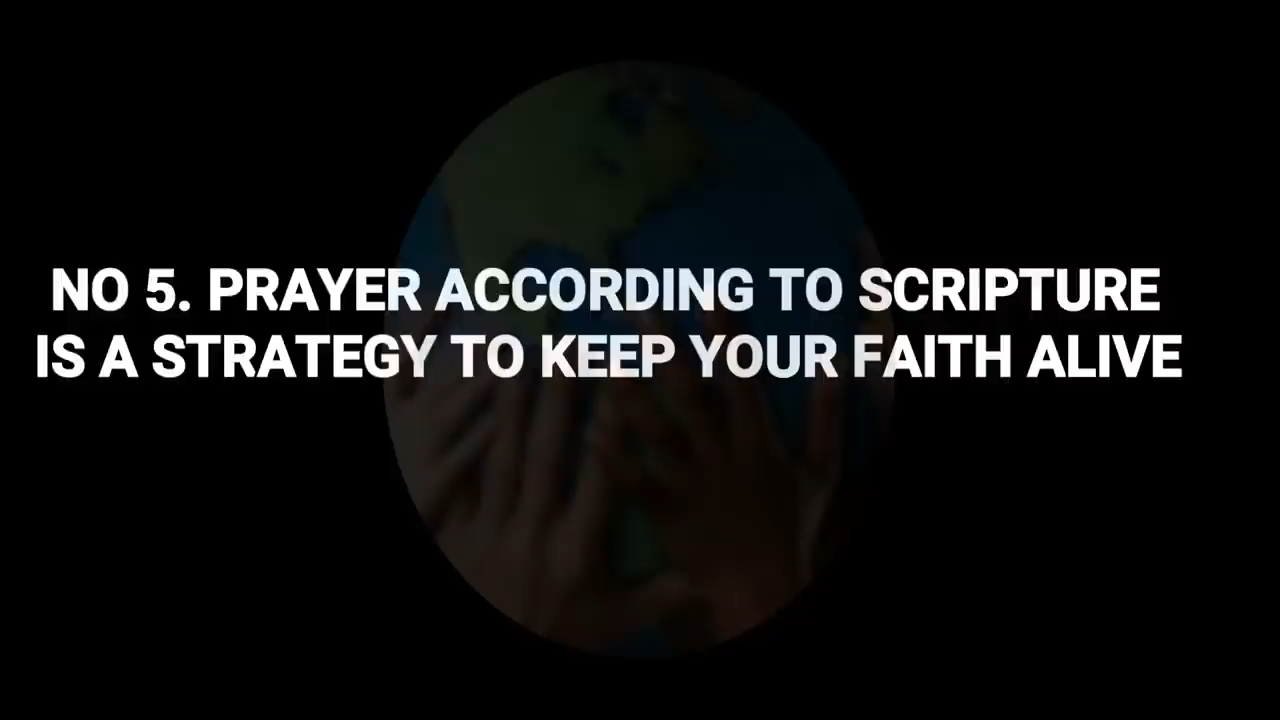 NO 5. PRAYER ACCORDING TO SCRIPTURE
IS A STRATEGY TO KEEP YOUR FAITH ALIVE